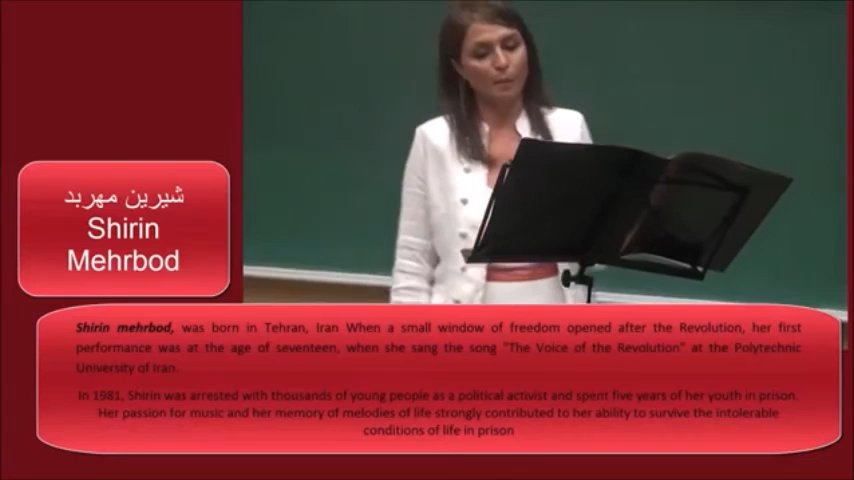 شیرین مهربد
Shirin
Mehrbod
Shirin mehrbod, was born in Tehran, Iran When a small window of freedom opened after the Revolution, her first
performance was at the age of seventeen, when she sang the song "The Voice of the Revolution" at the Polytechnic
University of Iran.
In 1981, Shirin was arrested with thousands of young people as a political activist and spent five years of her youth in prison.
Her passion for music and her memory of melodies of life strongly contributed to her ability to survive the intolerable
conditions of life in prison